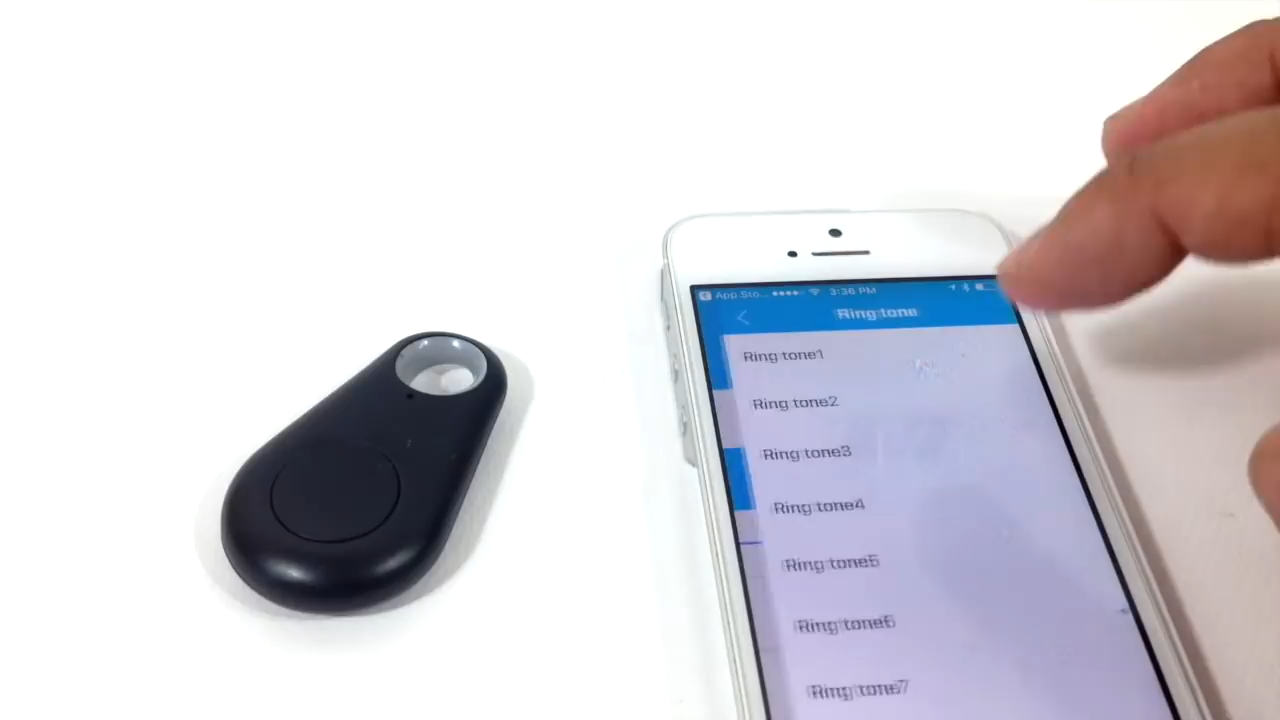 App Sto... 3:36 PM
Ring tone
Ring tone1
Ring tone2
Ring tone3
Ring tone4
Ring tone5
Ring tone6
Ring tone7